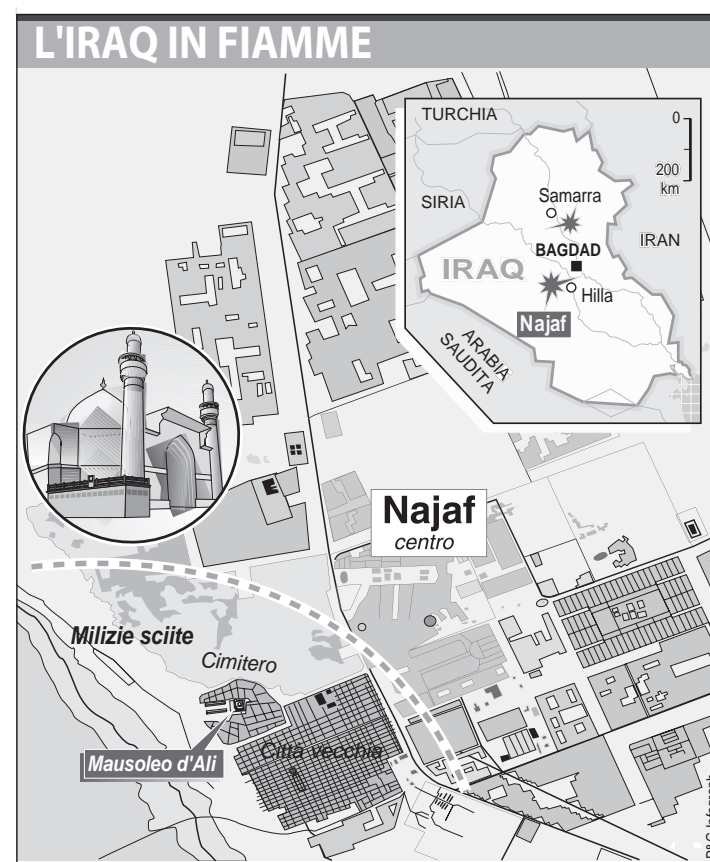 L'IRAQ IN FIAMME
TURCHIA
0
200
km
SIRIA
Samarra
IRAN
BAGDAD
IRAQ
Hilla
Najaf
ARABIA
SAUDITA
Najaf
centro
Milizie sciite
Cimitero
Mausoleo d'Ali
Città vecchia
P&G Infograph